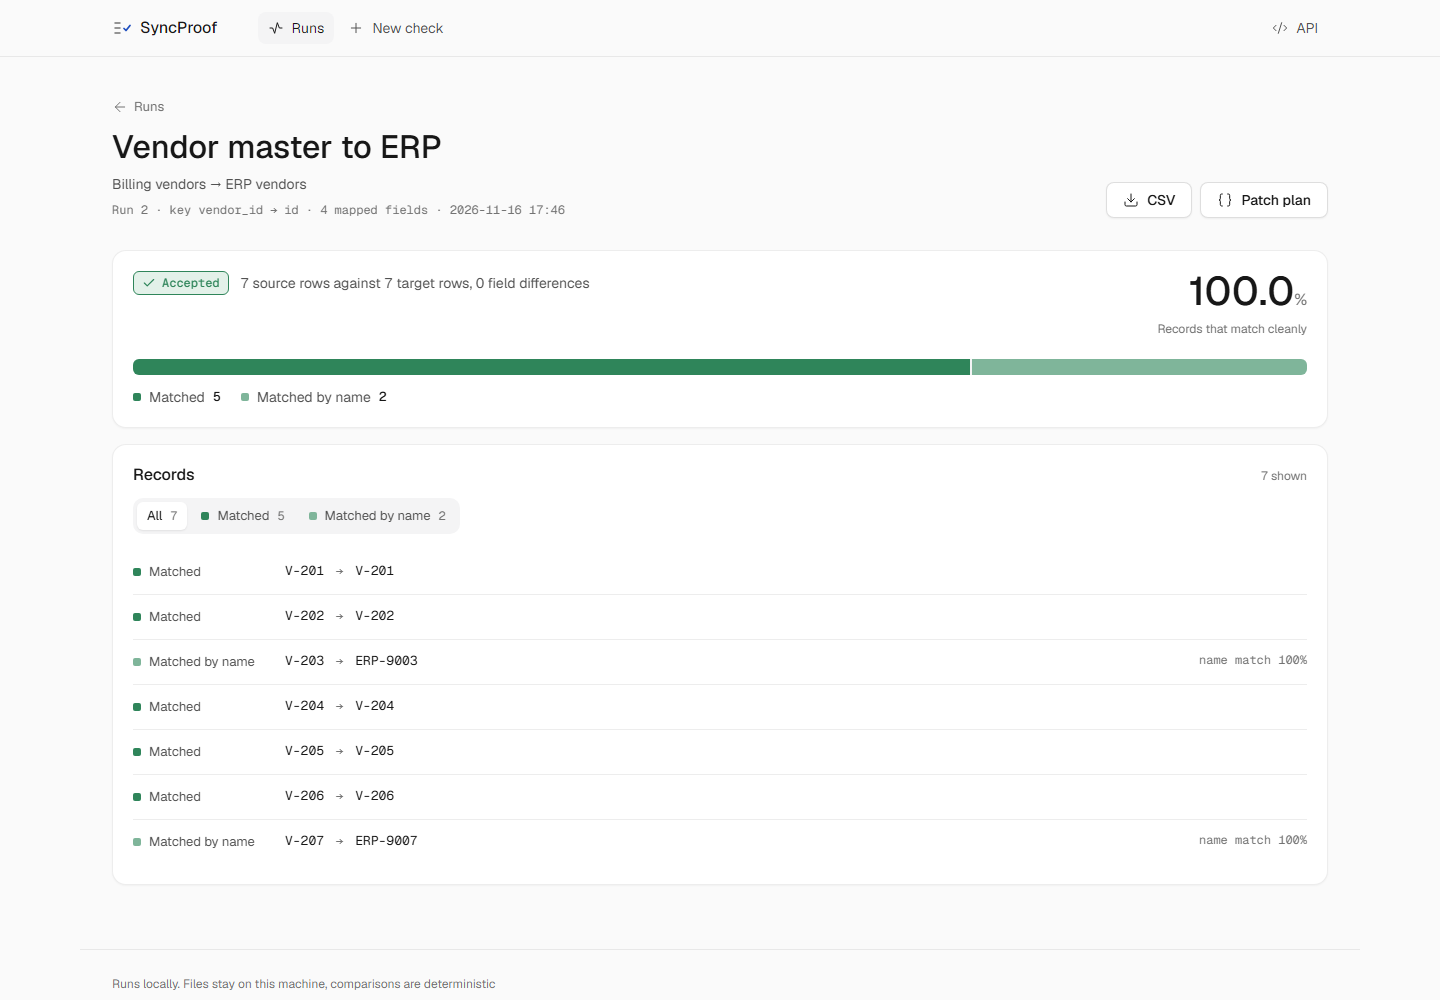 SyncProof
Runs
New check
API
Runs
Vendor master to ERP
Billing vendors → ERP vendors
Run 2 · key vendor_id → id · 4 mapped fields · 2026-11-16 17:46
CSV
Patch plan
Accepted
7 source rows against 7 target rows, 0 field differences
100.0%
Records that match cleanly
Matched 5
Matched by name 2
Records
7 shown
All 7
Matched 5
Matched by name 2
Matched V-201 → V-201
Matched V-202 → V-202
Matched by name V-203 → ERP-9003 name match 100%
Matched V-204 → V-204
Matched V-205 → V-205
Matched V-206 → V-206
Matched by name V-207 → ERP-9007 name match 100%
Runs locally. Files stay on this machine, comparisons are deterministic